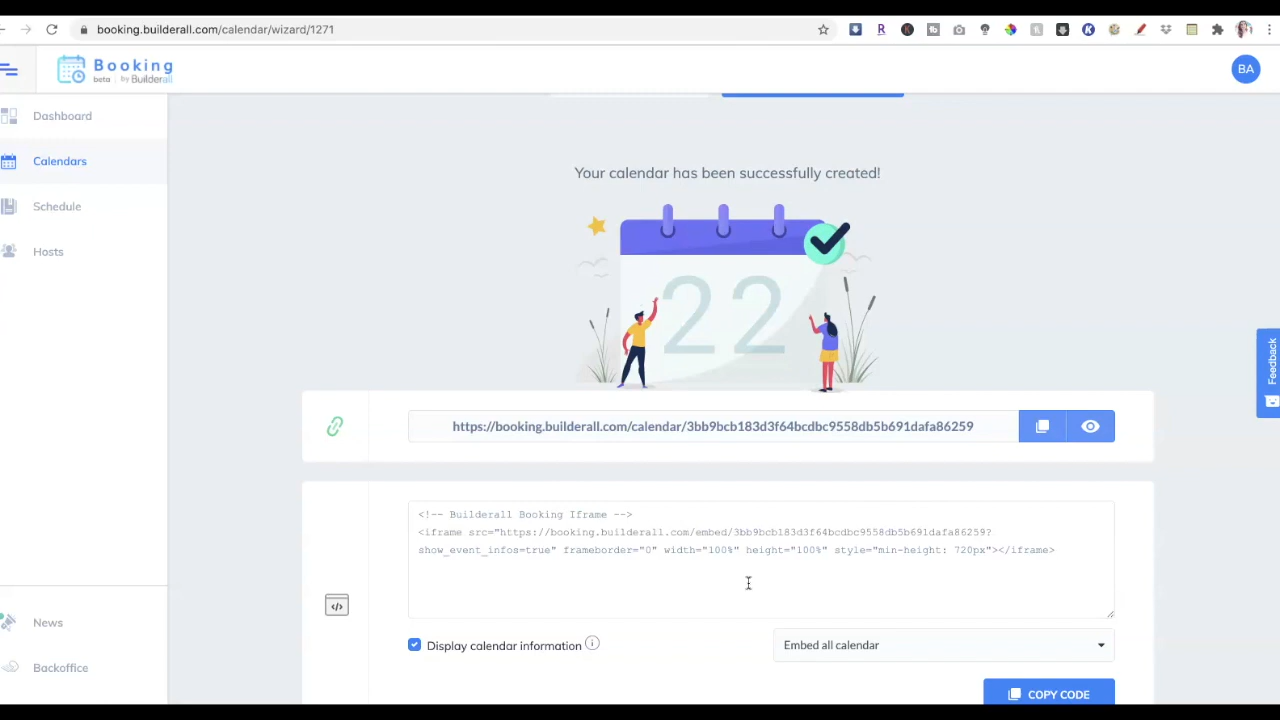 booking.builderall.com/calendar/wizard/1271
Booking
beta | by Builderall
BA
Dashboard
Calendars
Schedule
Hosts
News
Backoffice
Your calendar has been successfully created!
22
Feedback
https://booking.builderall.com/calendar/3bb9bcb183d3f64bcdbc9558db5b691dafa86259
<!-- Builderall Booking Iframe -->
<iframe src="https://booking.builderall.com/embed/3bb9bcb183d3f64bcdbc9558db5b691dafa86259?
show_event_infos=true" frameborder="0" width="100%" height="100%" style="min-height: 720px"></iframe>
</>
Display calendar information
Embed all calendar
COPY CODE